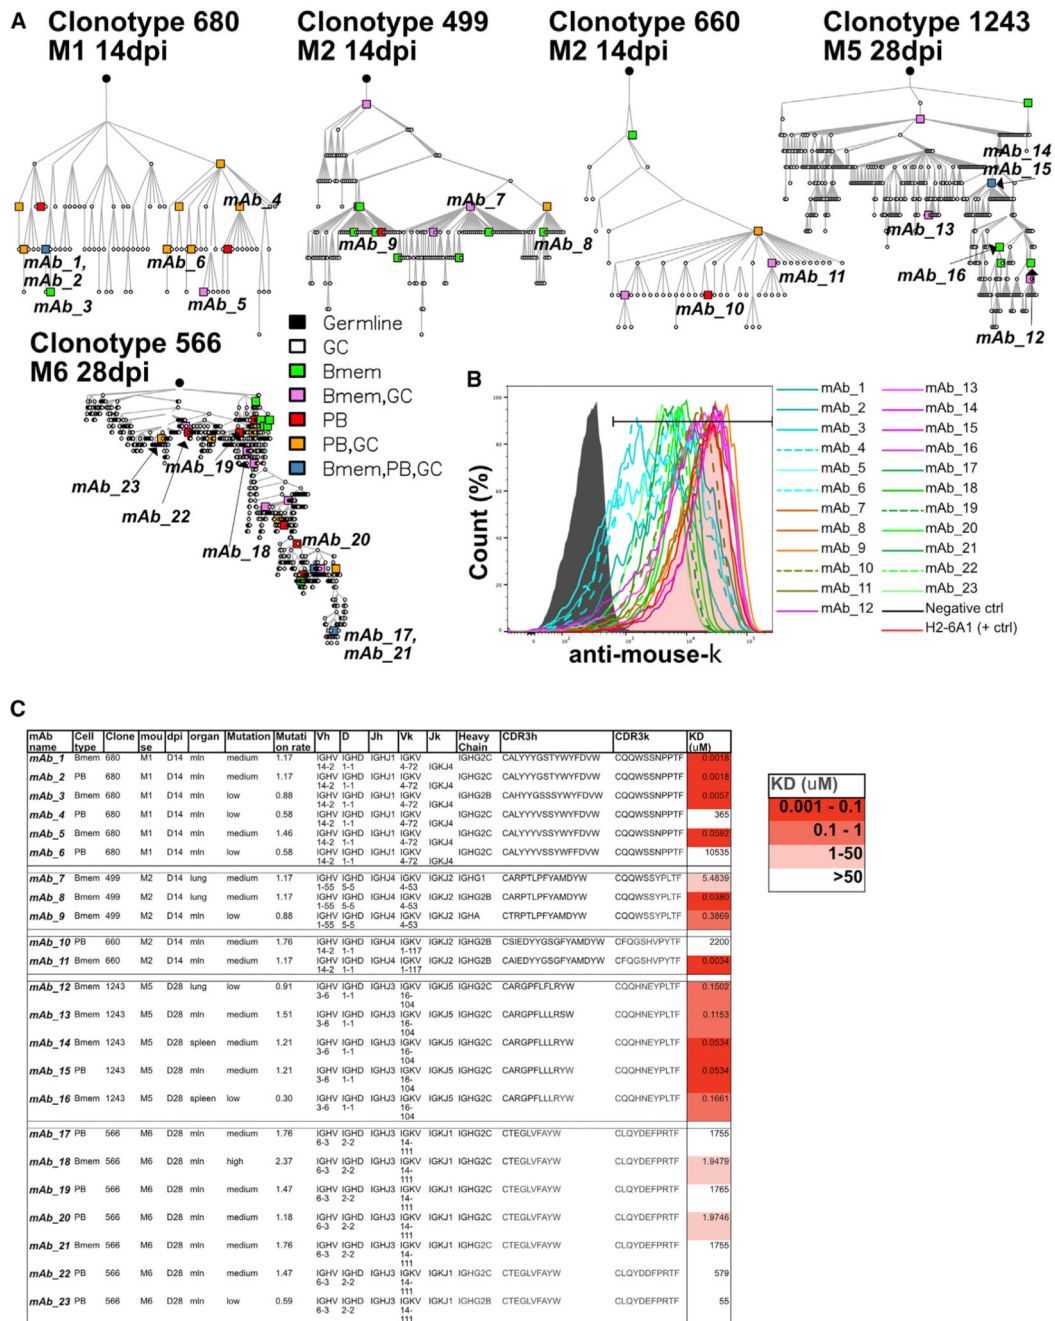 A
Clonotype 680
M1 14dpi
Clonotype 499
M2 14dpi
Clonotype 660
M2 14dpi
Clonotype 1243
M5 28dpi
mAb_4
mAb_1,
mAb_2
mAb_3
mAb_6
mAb_5
mAb_7
mAb_9
mAb_8
mAb_11
mAb_10
mAb_14
mAb_15
mAb_13
mAb_16
mAb_12
Clonotype 566
M6 28dpi
mAb_19
mAb_23
mAb_22
mAb_18
mAb_20
mAb_17,
mAb_21
Germline
GC
Bmem
Bmem,GC
PB
PB,GC
Bmem,PB,GC
B
Count (%)
100
80
60
40
20
0
0 10² 10³ 10⁴ 10⁵
anti-mouse-k
mAb_1 mAb_13
mAb_2 mAb_14
mAb_3 mAb_15
mAb_4 mAb_16
mAb_5 mAb_17
mAb_6 mAb_18
mAb_7 mAb_19
mAb_8 mAb_20
mAb_9 mAb_21
mAb_10 mAb_22
mAb_11 mAb_23
mAb_12 Negative ctrl
H2-6A1 (+ ctrl)
C
mAb name Cell type Clone mou se dpi organ Mutation Mutati on rate Vh D Jh Vk Jk Heavy Chain CDR3h CDR3k KD (uM)
mAb_1 Bmem 680 M1 D14 mln medium 1.17 IGHV 14-2 IGHD 1-1 IGHJ1 IGKV 4-72 IGKJ4 IGHG2C CALYYYGSTYWYFDVW CQQWSSNPPTF 0.0018
mAb_2 PB 680 M1 D14 mln medium 1.17 IGHV 14-2 IGHD 1-1 IGHJ1 IGKV 4-72 IGKJ4 IGHG2C CALYYYGSTYWYFDVW CQQWSSNPPTF 0.0018
mAb_3 Bmem 680 M1 D14 mln low 0.88 IGHV 14-2 IGHD 1-1 IGHJ1 IGKV 4-72 IGKJ4 IGHG2B CAHYYGSSSYWYFDVW CQQWSSNPPTF 0.0057
mAb_4 PB 680 M1 D14 mln low 0.58 IGHV 14-2 IGHD 1-1 IGHJ1 IGKV 4-72 IGKJ4 IGHG2C CALYYYVSSYWYFDVW CQQWSSNPPTF 365
mAb_5 Bmem 680 M1 D14 mln medium 1.46 IGHV 14-2 IGHD 1-1 IGHJ1 IGKV 4-72 IGKJ4 IGHG2C CALYYYVSSYWYFDVW CQQWSSNPPTF 0.0592
mAb_6 PB 680 M1 D14 mln low 0.58 IGHV 14-2 IGHD 1-1 IGHJ1 IGKV 4-72 IGKJ4 IGHG2C CALYYYVSSYWFFDVW CQQWSSNPPTF 10535
mAb_7 Bmem 499 M2 D14 lung medium 1.17 IGHV 1-55 IGHD 5-5 IGHJ4 IGKV 4-53 IGKJ2 IGHG1 CARPTLPFYAMDYW CQQWSSYPLTF 5.4839
mAb_8 Bmem 499 M2 D14 lung medium 1.17 IGHV 1-55 IGHD 5-5 IGHJ4 IGKV 4-53 IGKJ2 IGHG2B CARPTLPFYAMDYW CQQWSSYPLTF 0.0380
mAb_9 Bmem 499 M2 D14 mln low 0.88 IGHV 1-55 IGHD 5-5 IGHJ4 IGKV 4-53 IGKJ2 IGHA CTRPTLPFYAMDYW CQQWSSYPLTF 0.3869
mAb_10 PB 660 M2 D14 mln medium 1.76 IGHV 14-2 IGHD 1-1 IGHJ4 IGKV 1-117 IGKJ2 IGHG2B CSIEDYYGSGFYAMDYW CFQGSHVPYTF 2200
mAb_11 Bmem 660 M2 D14 mln medium 1.17 IGHV 14-2 IGHD 1-1 IGHJ4 IGKV 1-117 IGKJ2 IGHG2B CAIEDYYGSGFYAMDYW CFQGSHVPYTF 0.0034
mAb_12 Bmem 1243 M5 D28 lung low 0.91 IGHV 3-6 IGHD 1-1 IGHJ3 IGKV 16-104 IGKJ5 IGHG2C CARGPFLFLRYW CQQHNEYPLTF 0.1502
mAb_13 Bmem 1243 M5 D28 mln medium 1.51 IGHV 3-6 IGHD 1-1 IGHJ3 IGKV 16-104 IGKJ5 IGHG2C CARGPFLLLRSW CQQHNEYPLTF 0.1153
mAb_14 Bmem 1243 M5 D28 spleen medium 1.21 IGHV 3-6 IGHD 1-1 IGHJ3 IGKV 16-104 IGKJ5 IGHG2C CARGPFLLLRYW CQQHNEYPLTF 0.0534
mAb_15 Bmem 1243 M5 D28 mln medium 1.21 IGHV 3-6 IGHD 1-1 IGHJ3 IGKV 16-104 IGKJ5 IGHG2C CARGPFLLLRYW CQQHNEYPLTF 0.0534
mAb_16 Bmem 1243 M5 D28 spleen low 0.30 IGHV 3-6 IGHD 1-1 IGHJ3 IGKV 16-104 IGKJ5 IGHG2C CARGPFLLLRYW CQQHNEYPLTF 0.1661
mAb_17 PB 566 M6 D28 mln medium 1.76 IGHV 6-3 IGHD 2-2 IGHJ3 IGKV 14-111 IGKJ1 IGHG2C CTEGLVFAYW CLQYDEFPRTF 1755
mAb_18 Bmem 566 M6 D28 mln high 2.37 IGHV 6-3 IGHD 2-2 IGHJ3 IGKV 14-111 IGKJ1 IGHG2C CTEGLVFAYW CLQYDEFPRTF 1.9479
mAb_19 PB 566 M6 D28 mln medium 1.47 IGHV 6-3 IGHD 2-2 IGHJ3 IGKV 14-111 IGKJ1 IGHG2C CTEGLVFAYW CLQYDEFPRTF 1765
mAb_20 PB 566 M6 D28 mln medium 1.18 IGHV 6-3 IGHD 2-2 IGHJ3 IGKV 14-111 IGKJ1 IGHG2C CTEGLVFAYW CLQYDEFPRTF 1.9746
mAb_21 Bmem 566 M6 D28 mln medium 1.76 IGHV 6-3 IGHD 2-2 IGHJ3 IGKV 14-111 IGKJ1 IGHG2C CTEGLVFAYW CLQYDEFPRTF 1755
mAb_22 PB 566 M6 D28 mln medium 1.47 IGHV 6-3 IGHD 2-2 IGHJ3 IGKV 14-111 IGKJ1 IGHG2C CTEGLVFAYW CLQYDDFPRTF 579
mAb_23 PB 566 M6 D28 mln low 0.59 IGHV 6-3 IGHD 2-2 IGHJ3 IGKV 14-111 IGKJ1 IGHG2B CTEGLVFAYW CLQYDEFPRTF 55
KD (uM)
0.001 - 0.1
0.1 - 1
1-50
>50